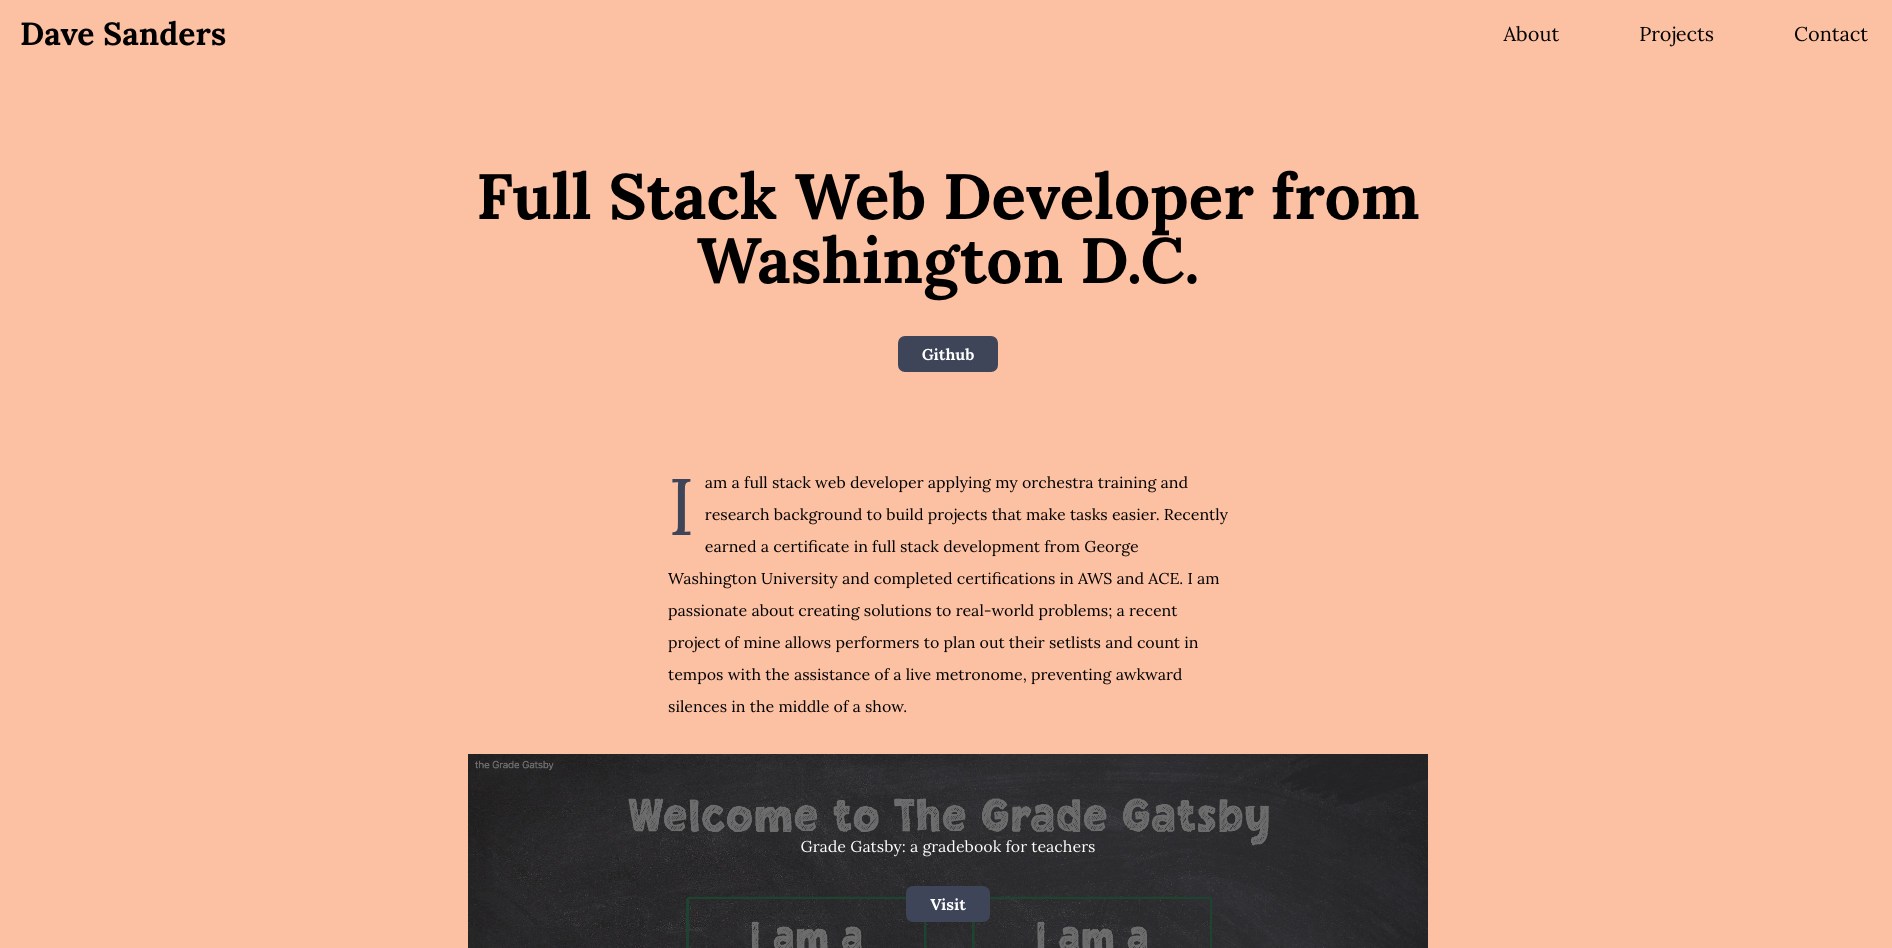 Dave Sanders
About Projects Contact
Full Stack Web Developer from
Washington D.C.
Github
I am a full stack web developer applying my orchestra training and
research background to build projects that make tasks easier. Recently
earned a certificate in full stack development from George
Washington University and completed certifications in AWS and ACE. I am
passionate about creating solutions to real-world problems; a recent
project of mine allows performers to plan out their setlists and count in
tempos with the assistance of a live metronome, preventing awkward
silences in the middle of a show.
the Grade Gatsby
Welcome to The Grade Gatsby
Grade Gatsby: a gradebook for teachers
Visit
I am a I am a